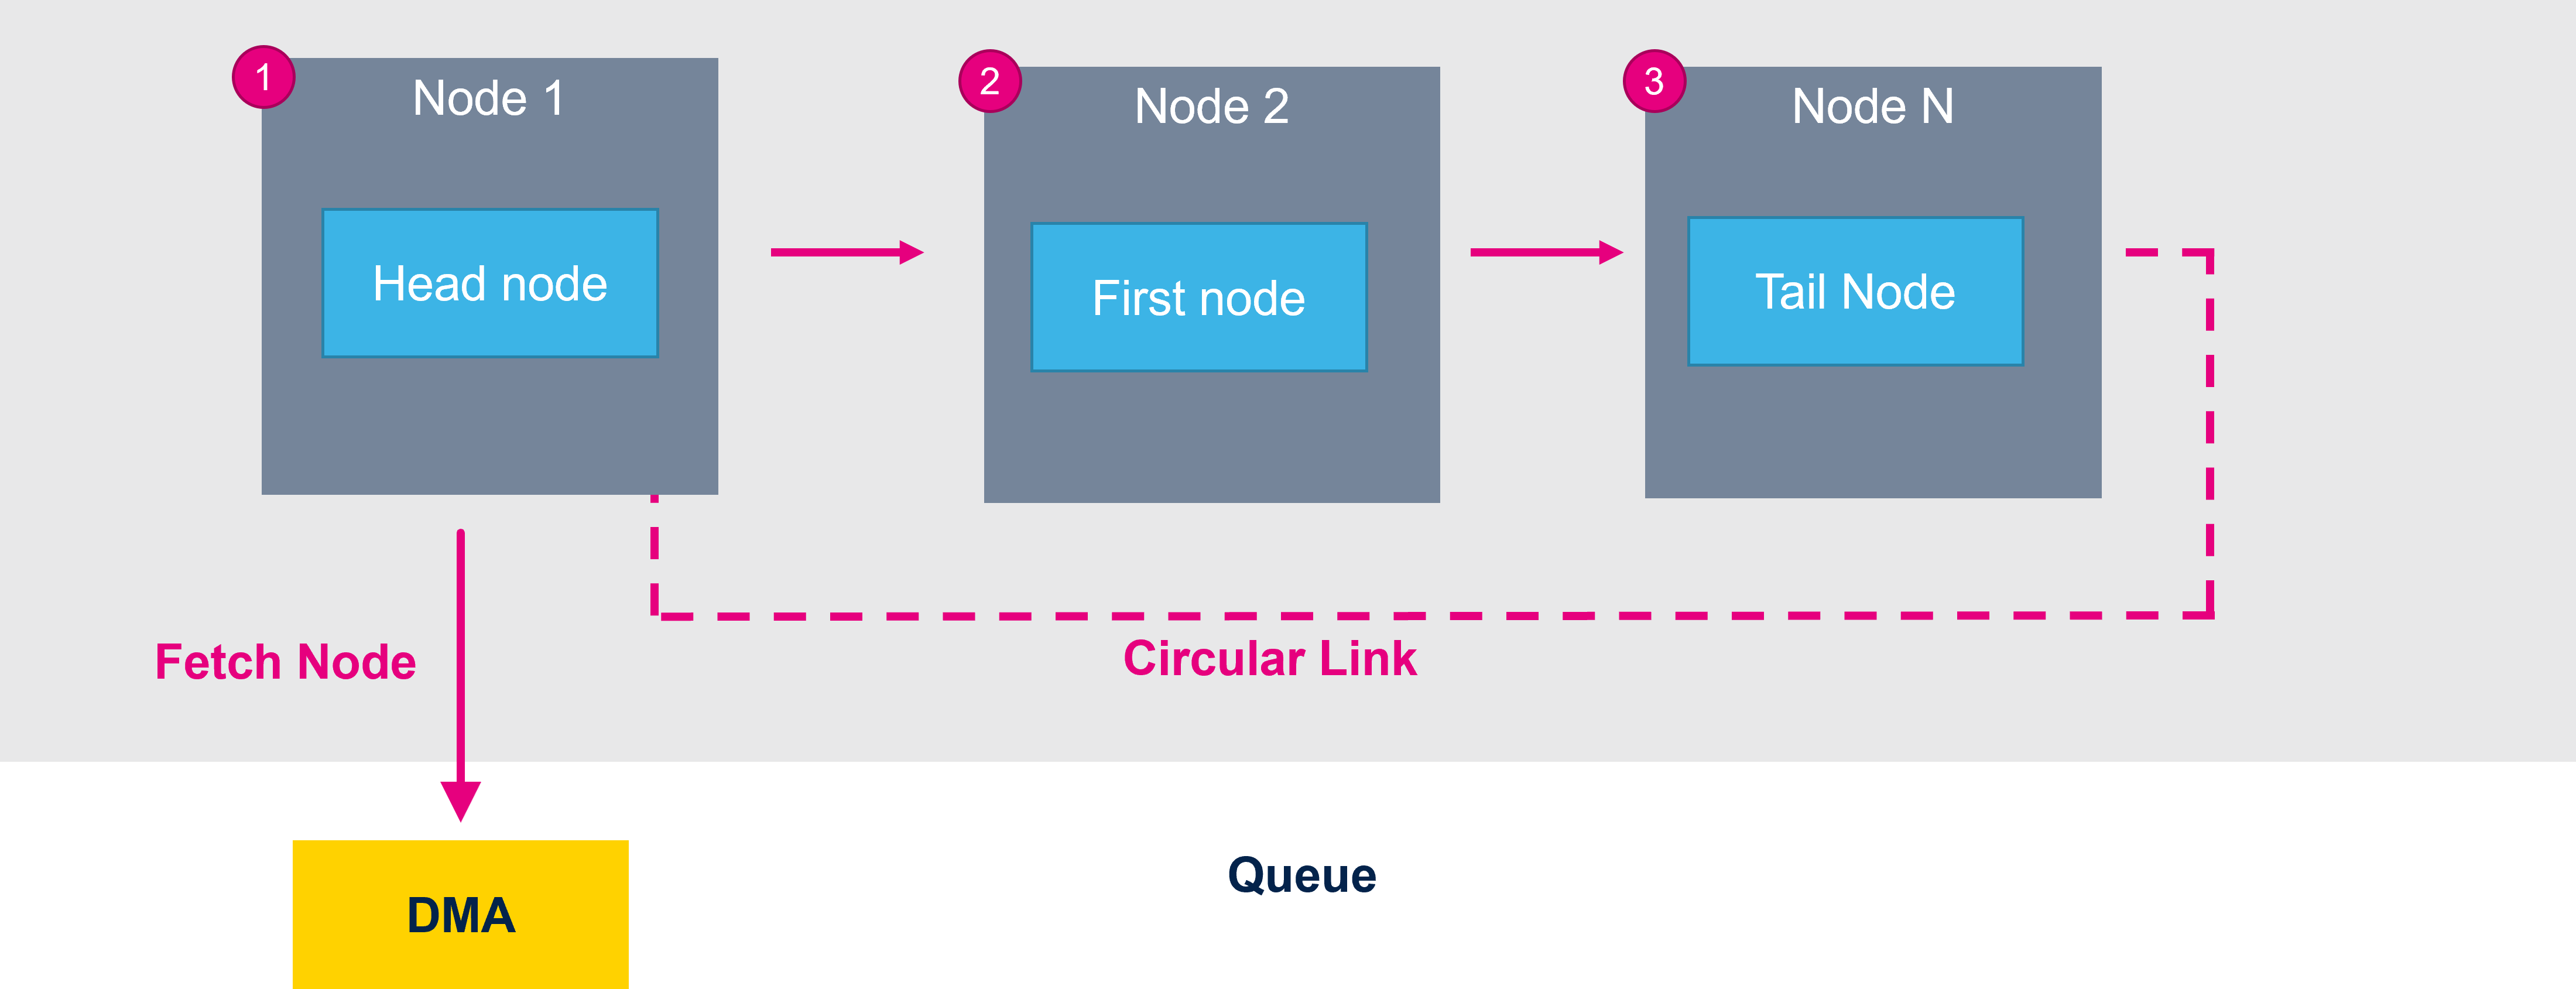 1
Node 1
Head node
2
Node 2
First node
3
Node N
Tail Node
Fetch Node
Circular Link
DMA
Queue